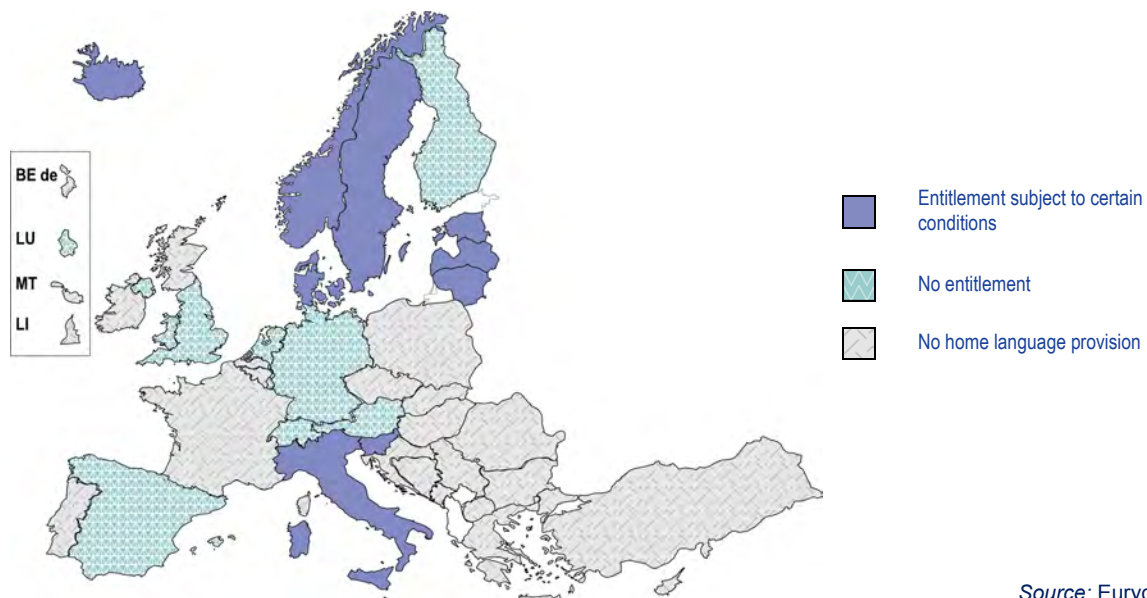 BE de
LU
MT
LI
Entitlement subject to certain
conditions
No entitlement
No home language provision
Source: